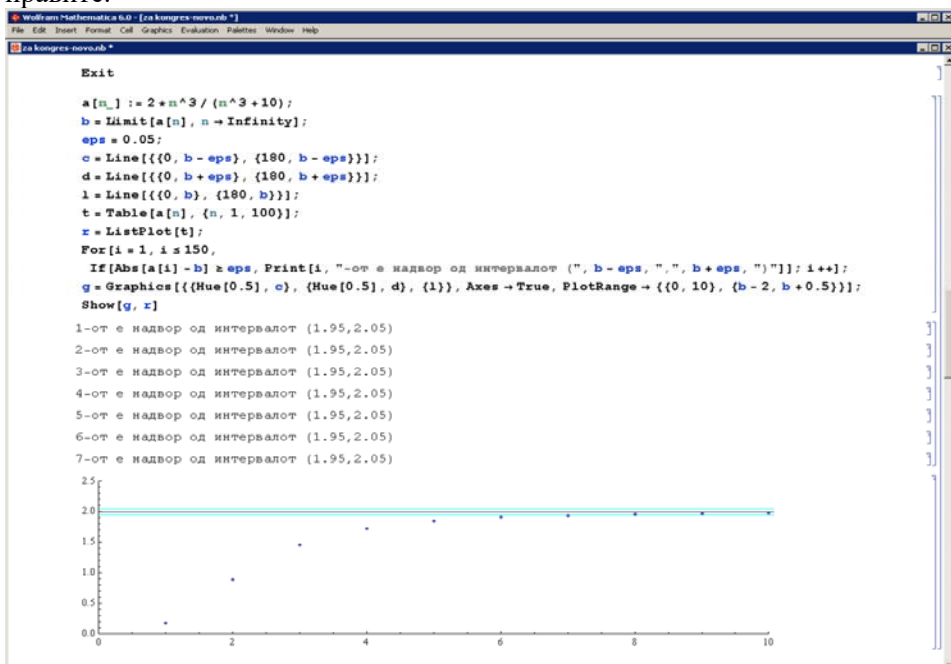 правите.
Wolfram Mathematica 6.0 - [za kongres-novo.nb *]
File Edit Insert Format Cell Graphics Evaluation Palettes Window Help
za kongres-novo.nb *
Exit
a[n_] := 2*n^3 / (n^3 + 10);
b = Limit[a[n], n → Infinity];
eps = 0.05;
c = Line[{{0, b - eps}, {180, b - eps}}];
d = Line[{{0, b + eps}, {180, b + eps}}];
l = Line[{{0, b}, {180, b}}];
t = Table[a[n], {n, 1, 100}];
r = ListPlot[t];
For[i = 1, i ≤ 150,
If[Abs[a[i] - b] ≥ eps, Print[i, "-от е надвор од интервалот (", b - eps, ",", b + eps, ")"]]; i++];
g = Graphics[{{Hue[0.5], c}, {Hue[0.5], d}, {l}}, Axes → True, PlotRange → {{0, 10}, {b - 2, b + 0.5}}];
Show[g, r]
1-от е надвор од интервалот (1.95,2.05)
2-от е надвор од интервалот (1.95,2.05)
3-от е надвор од интервалот (1.95,2.05)
4-от е надвор од интервалот (1.95,2.05)
5-от е надвор од интервалот (1.95,2.05)
6-от е надвор од интервалот (1.95,2.05)
7-от е надвор од интервалот (1.95,2.05)
2.5
2.0
1.5
1.0
0.5
0.0
0 2 4 6 8 10